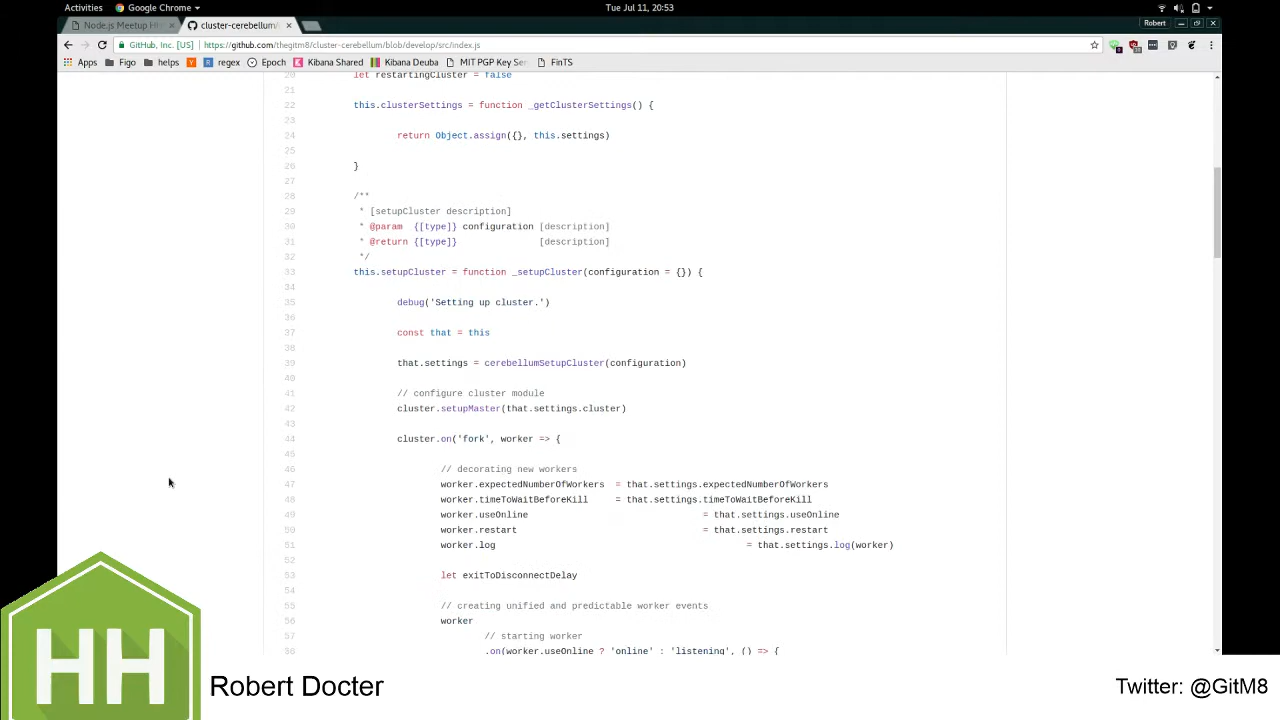 Activities Google Chrome Tue Jul 11, 20:53
Node.js Meetup HH cluster-cerebellum/ Robert
GitHub, Inc. [US] https://github.com/thegitm8/cluster-cerebellum/blob/develop/src/index.js
Apps Figo helps regex Epoch Kibana Shared Kibana Deuba MIT PGP Key Ser FinTS
20 let restartingCluster = false
21
22 this.clusterSettings = function _getClusterSettings() {
23
24 return Object.assign({}, this.settings)
25
26 }
27
28 /**
29 * [setupCluster description]
30 * @param {[type]} configuration [description]
31 * @return {[type]} [description]
32 */
33 this.setupCluster = function _setupCluster(configuration = {}) {
34
35 debug('Setting up cluster.')
36
37 const that = this
38
39 that.settings = cerebellumSetupCluster(configuration)
40
41 // configure cluster module
42 cluster.setupMaster(that.settings.cluster)
43
44 cluster.on('fork', worker => {
45
46 // decorating new workers
47 worker.expectedNumberOfWorkers = that.settings.expectedNumberOfWorkers
48 worker.timeToWaitBeforeKill = that.settings.timeToWaitBeforeKill
49 worker.useOnline = that.settings.useOnline
50 worker.restart = that.settings.restart
51 worker.log = that.settings.log(worker)
52
53 let exitToDisconnectDelay
54
55 // creating unified and predictable worker events
56 worker
57 // starting worker
58 .on(worker.useOnline ? 'online' : 'listening', () => {
HH
Robert Docter
Twitter: @GitM8